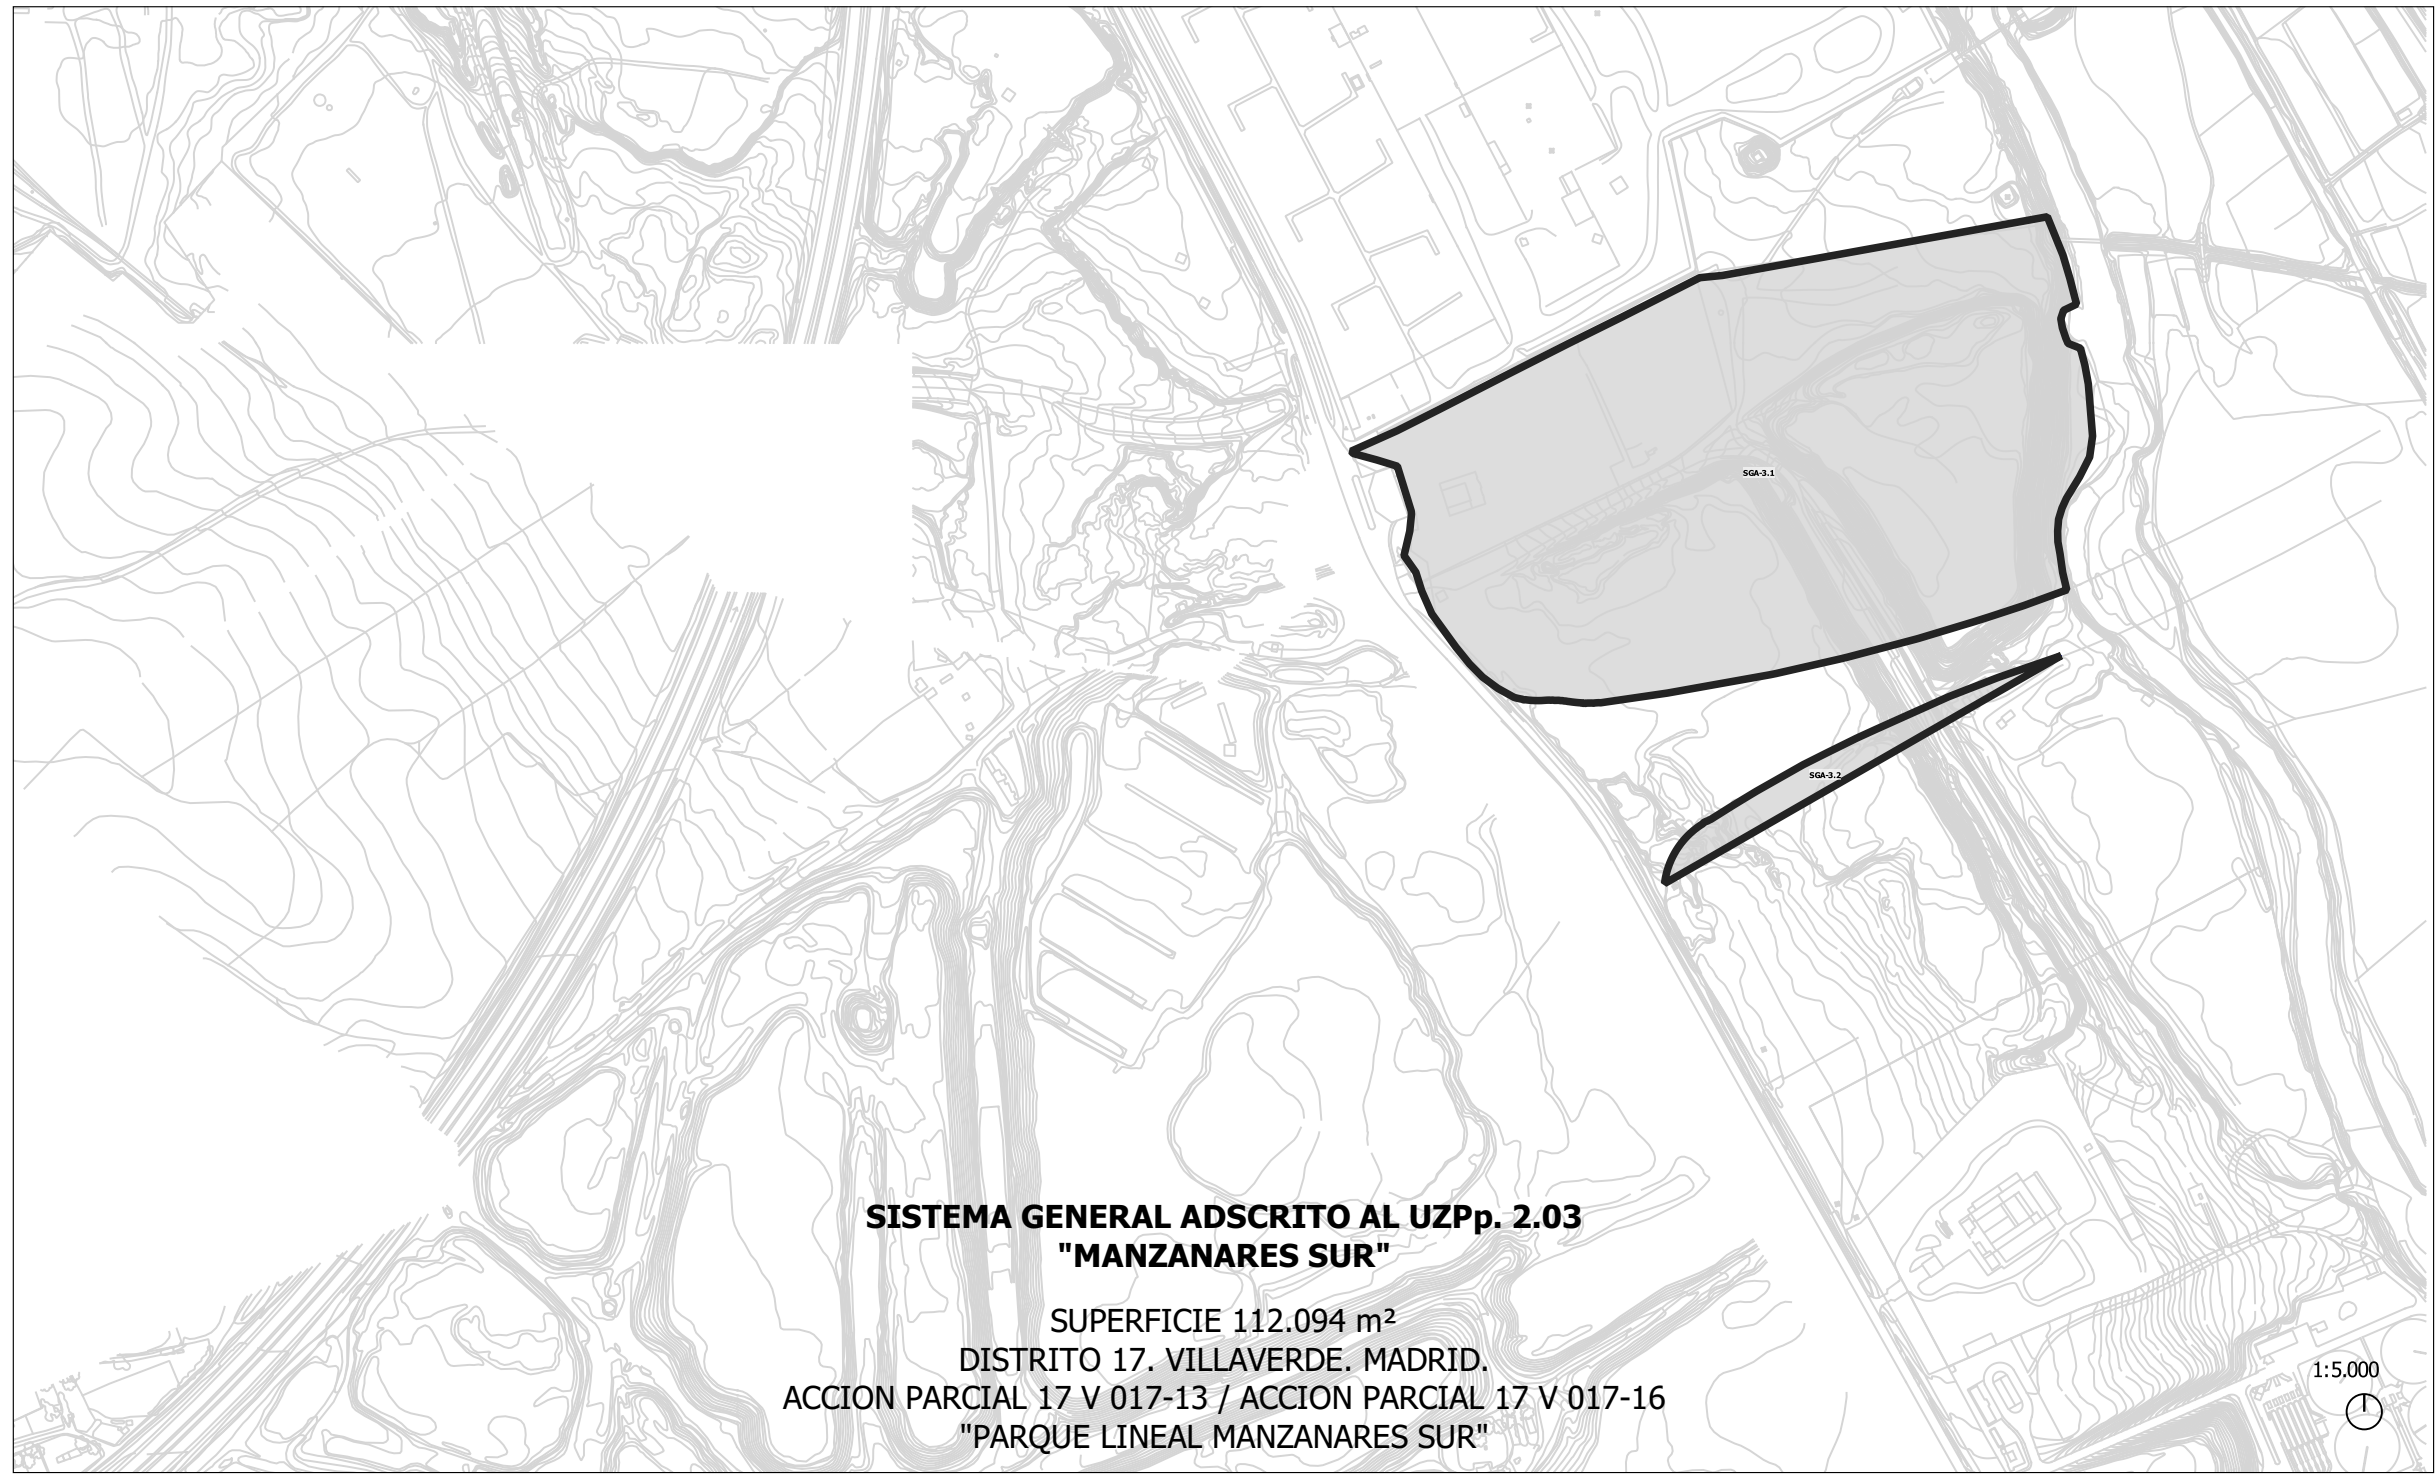 SGA-3.1
SGA-3.2
SISTEMA GENERAL ADSCRITO AL UZPp. 2.03
"MANZANARES SUR"
SUPERFICIE 112.094 m²
DISTRITO 17. VILLAVERDE. MADRID.
ACCION PARCIAL 17 V 017-13 / ACCION PARCIAL 17 V 017-16
"PARQUE LINEAL MANZANARES SUR"
1:5.000